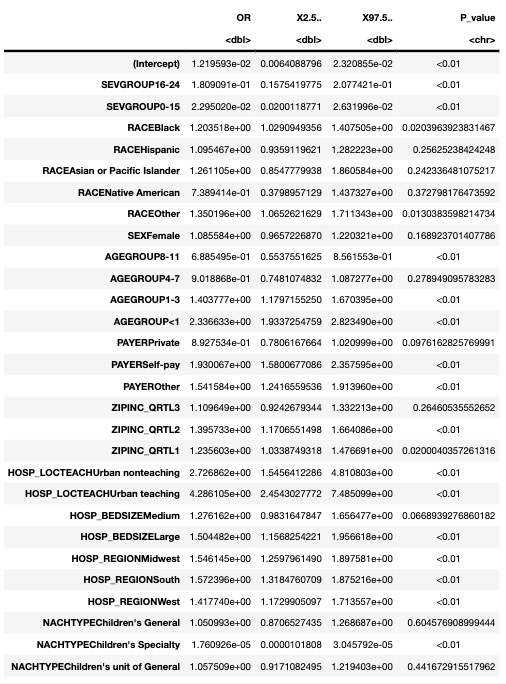 OR X2.5.. X97.5.. P_value
<dbl> <dbl> <dbl> <chr>
(Intercept) 1.219593e-02 0.0064088796 2.320855e-02 <0.01
SEVGROUP16-24 1.809091e-01 0.1575419775 2.077421e-01 <0.01
SEVGROUP0-15 2.295020e-02 0.0200118771 2.631996e-02 <0.01
RACEBlack 1.203518e+00 1.0290949356 1.407505e+00 0.0203963923831467
RACEHispanic 1.095467e+00 0.9359119621 1.282223e+00 0.25625238424248
RACEAsian or Pacific Islander 1.261105e+00 0.8547779938 1.860584e+00 0.242336481075217
RACENative American 7.389414e-01 0.3798957129 1.437327e+00 0.372798176473592
RACEOther 1.350196e+00 1.0652621629 1.711343e+00 0.0130383598214734
SEXFemale 1.085584e+00 0.9657226870 1.220321e+00 0.168923701407786
AGEGROUP8-11 6.885495e-01 0.5537551625 8.561553e-01 <0.01
AGEGROUP4-7 9.018868e-01 0.7481074832 1.087277e+00 0.278949095783283
AGEGROUP1-3 1.403777e+00 1.1797155250 1.670395e+00 <0.01
AGEGROUP<1 2.336633e+00 1.9337254759 2.823490e+00 <0.01
PAYERPrivate 8.927534e-01 0.7806167664 1.020999e+00 0.0976162825769991
PAYERSelf-pay 1.930067e+00 1.5800677086 2.357595e+00 <0.01
PAYEROther 1.541584e+00 1.2416559536 1.913960e+00 <0.01
ZIPINC_QRTL3 1.109649e+00 0.9242679344 1.332213e+00 0.26460535552652
ZIPINC_QRTL2 1.395733e+00 1.1706551498 1.664086e+00 <0.01
ZIPINC_QRTL1 1.235603e+00 1.0338749318 1.476691e+00 0.0200040357261316
HOSP_LOCTEACHUrban nonteaching 2.726862e+00 1.5456412286 4.810803e+00 <0.01
HOSP_LOCTEACHUrban teaching 4.286105e+00 2.4543027772 7.485099e+00 <0.01
HOSP_BEDSIZEMedium 1.276162e+00 0.9831647847 1.656477e+00 0.0668939276860182
HOSP_BEDSIZELarge 1.504482e+00 1.1568254221 1.956618e+00 <0.01
HOSP_REGIONMidwest 1.546145e+00 1.2597961490 1.897581e+00 <0.01
HOSP_REGIONSouth 1.572396e+00 1.3184760709 1.875216e+00 <0.01
HOSP_REGIONWest 1.417740e+00 1.1729905097 1.713557e+00 <0.01
NACHTYPEChildren's General 1.050993e+00 0.8706527435 1.268687e+00 0.604576908999444
NACHTYPEChildren's Specialty 1.760926e-05 0.0000101808 3.045792e-05 <0.01
NACHTYPEChildren's unit of General 1.057509e+00 0.9171082495 1.219403e+00 0.441672915517962